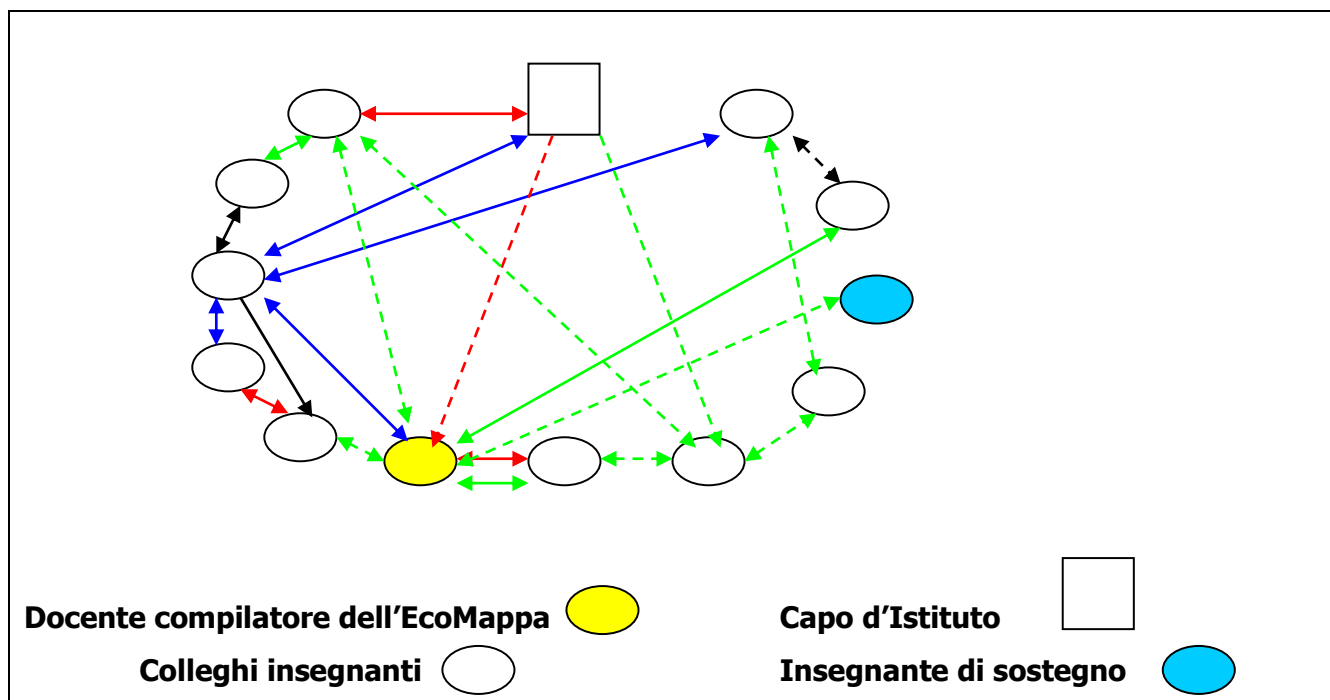 Docente compilatore dell’EcoMappa
Capo d’Istituto
Colleghi insegnanti
Insegnante di sostegno